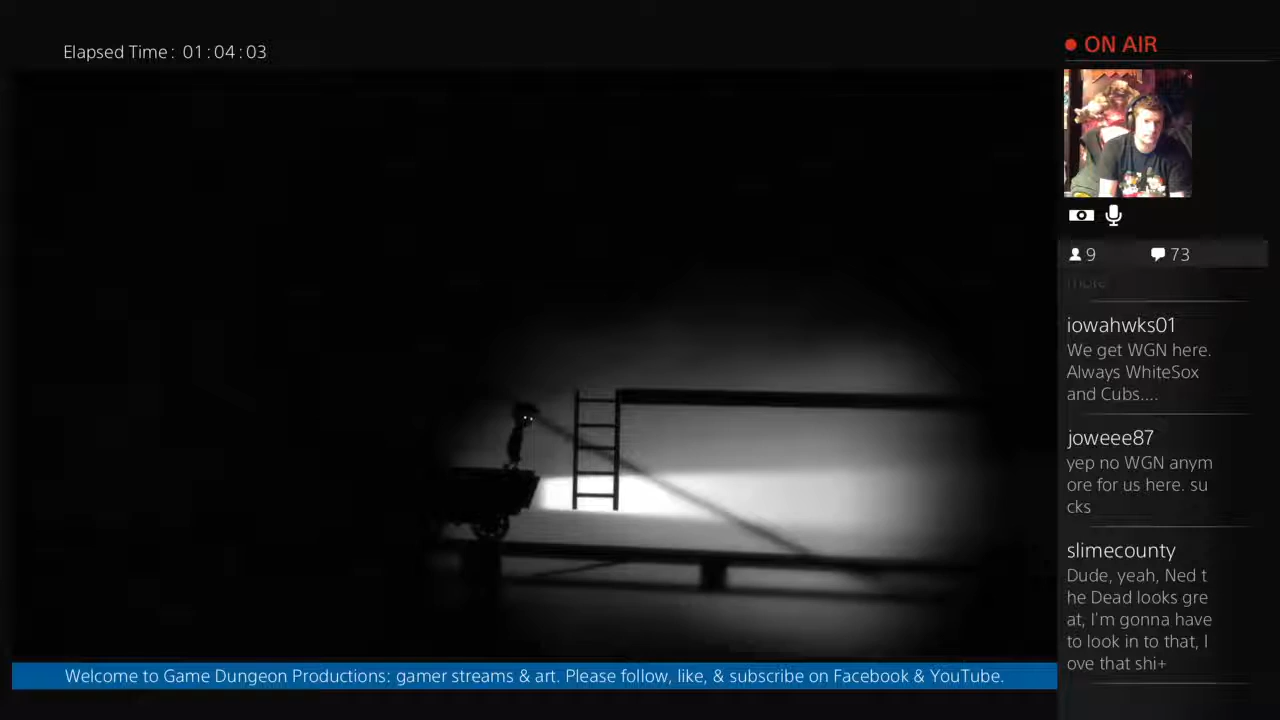 Elapsed Time: 01:04:03
ON AIR
9 73
more
iowahwks01
We get WGN here.
Always WhiteSox
and Cubs....
joweee87
yep no WGN anym
ore for us here. su
cks
slimecounty
Dude, yeah, Ned t
he Dead looks gre
at, I'm gonna have
to look in to that, l
ove that shi+
Welcome to Game Dungeon Productions: gamer streams & art. Please follow, like, & subscribe on Facebook & YouTube.